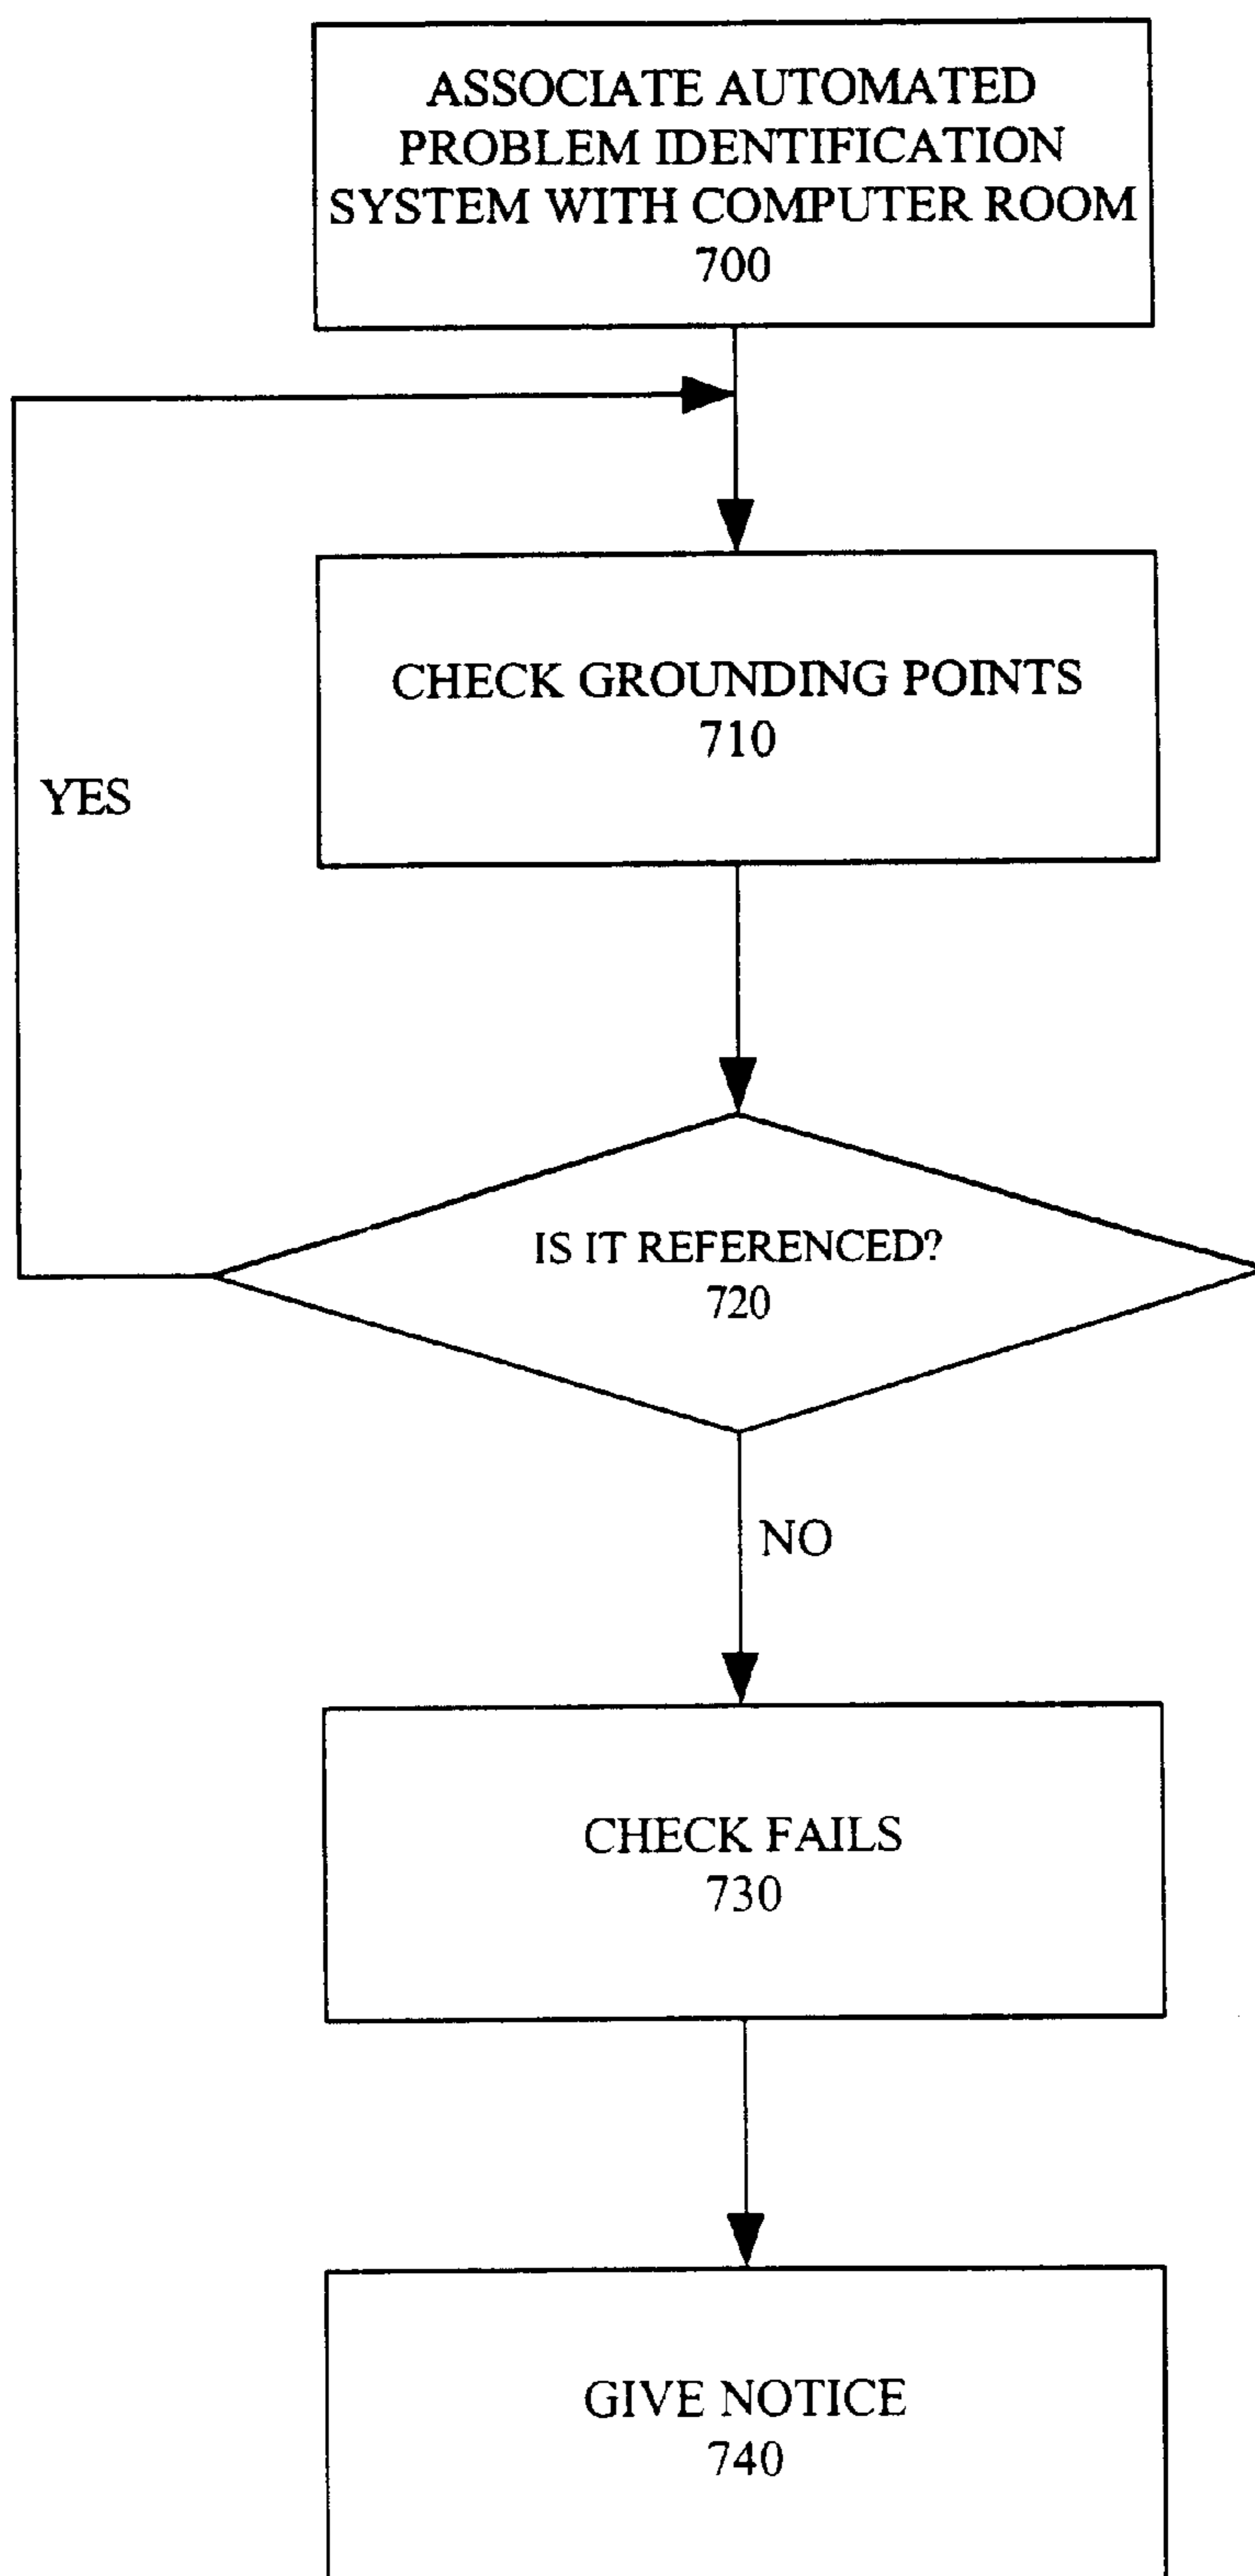 ASSOCIATE AUTOMATED
PROBLEM IDENTIFICATION
SYSTEM WITH COMPUTER ROOM
700
CHECK GROUNDING POINTS
710
YES
IS IT REFERENCED?
720
NO
CHECK FAILS
730
GIVE NOTICE
740